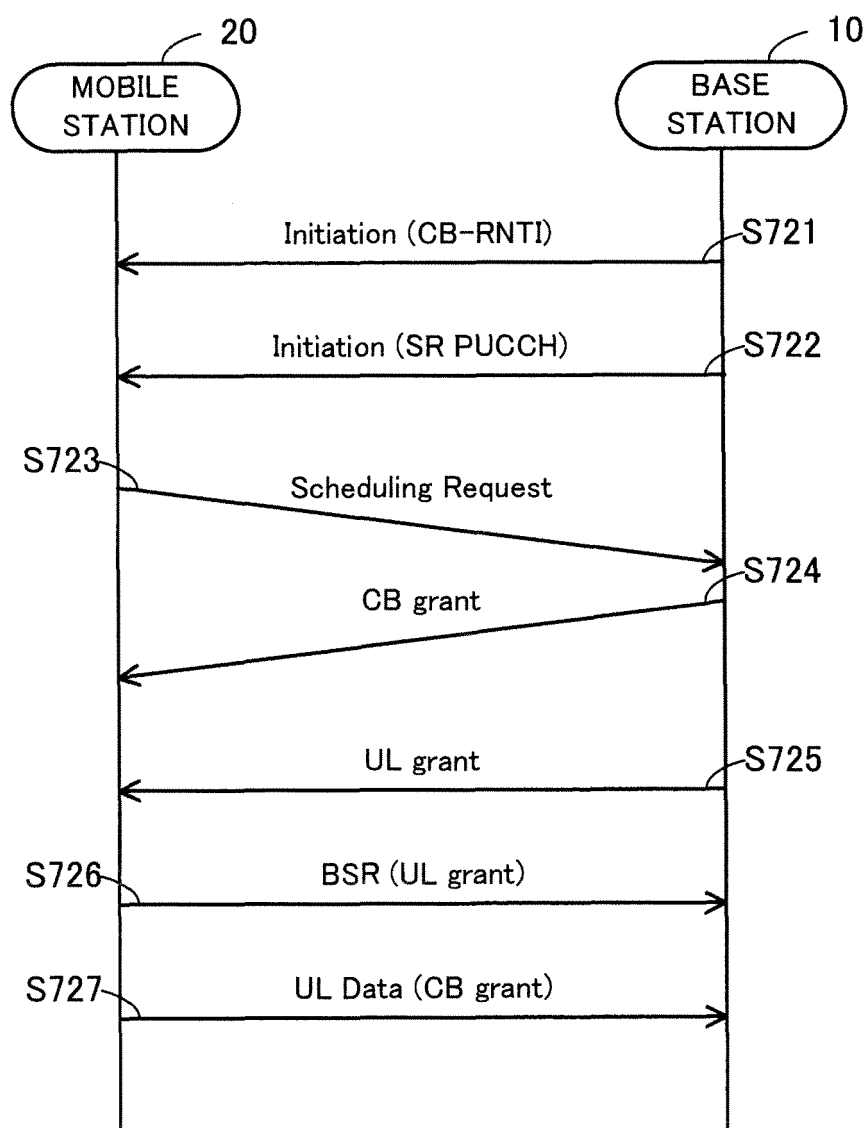 20
10
MOBILE
STATION
BASE
STATION
Initiation (CB-RNTI)
S721
Initiation (SR PUCCH)
S722
S723
Scheduling Request
S724
CB grant
UL grant
S725
S726
BSR (UL grant)
S727
UL Data (CB grant)